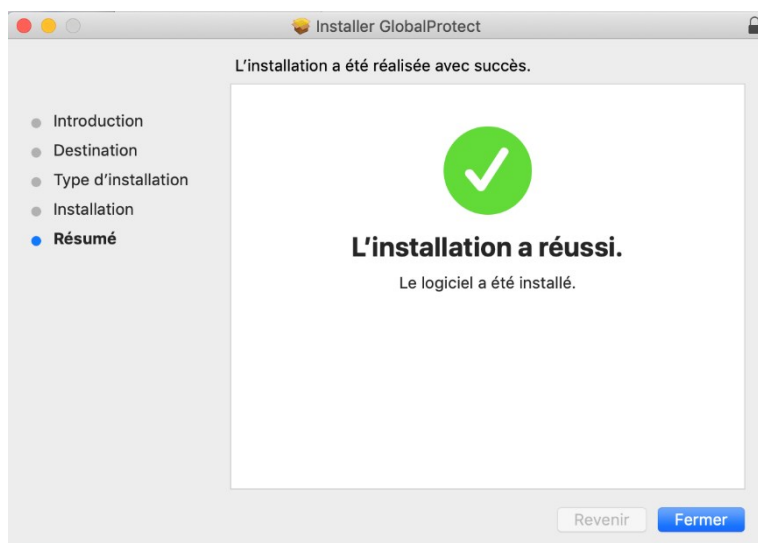 Installer GlobalProtect
L'installation a été réalisée avec succès.
Introduction
Destination
Type d'installation
Installation
Résumé
L'installation a réussi.
Le logiciel a été installé.
Revenir
Fermer